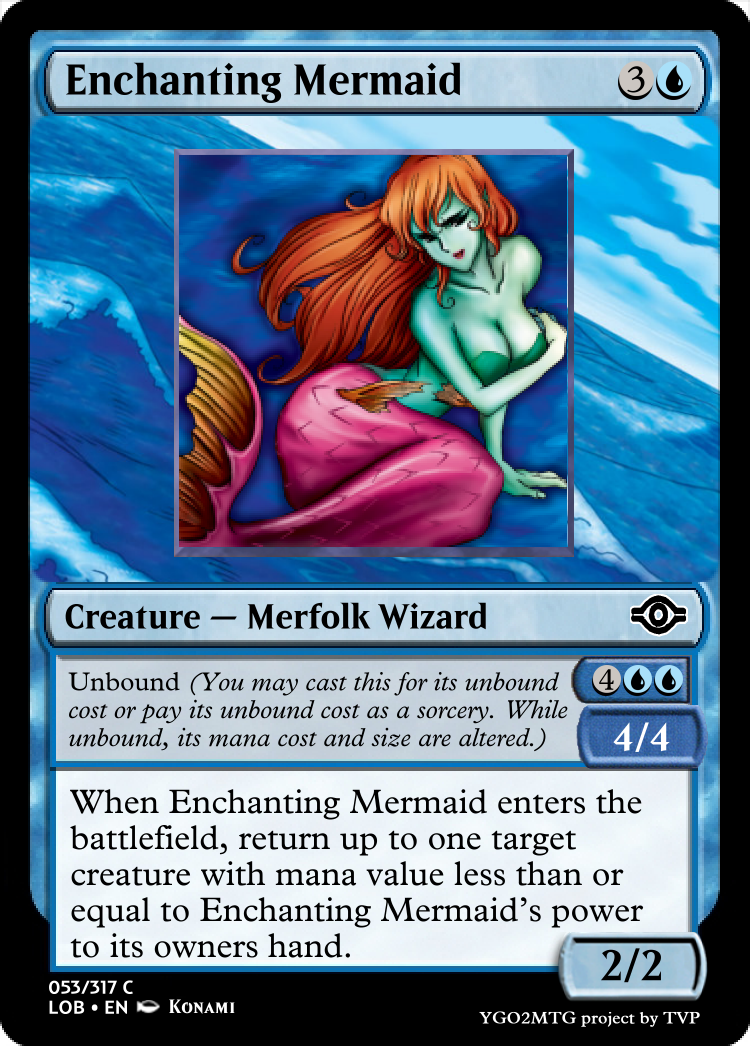 Enchanting Mermaid 3
Creature — Merfolk Wizard
Unbound (You may cast this for its unbound
cost or pay its unbound cost as a sorcery. While
unbound, its mana cost and size are altered.)
4
4/4
When Enchanting Mermaid enters the
battlefield, return up to one target
creature with mana value less than or
equal to Enchanting Mermaid's power
to its owners hand.
2/2
053/317 C
LOB • EN KONAMI
YGO2MTG project by TVP